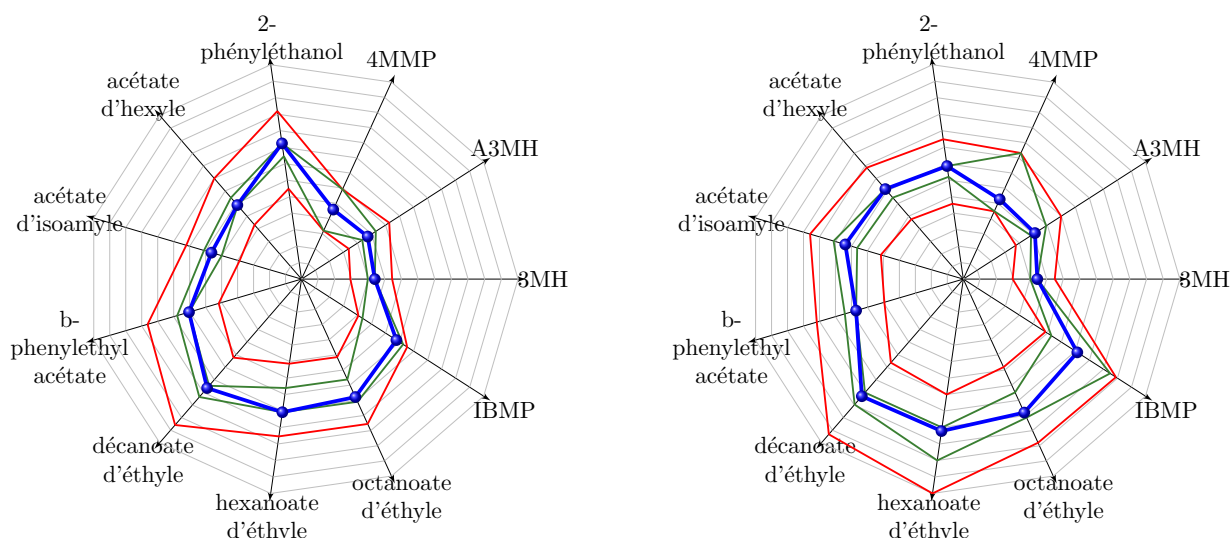 2-
phényléthanol
4MMP
acétate
d'hexyle
A3MH
acétate
d'isoamyle
3MH
b-
phenylethyl
acétate
IBMP
décanoate
d'éthyle
octanoate
d'éthyle
hexanoate
d'éthyle
2-
phényléthanol
4MMP
acétate
d'hexyle
A3MH
acétate
d'isoamyle
3MH
b-
phenylethyl
acétate
IBMP
décanoate
d'éthyle
octanoate
d'éthyle
hexanoate
d'éthyle